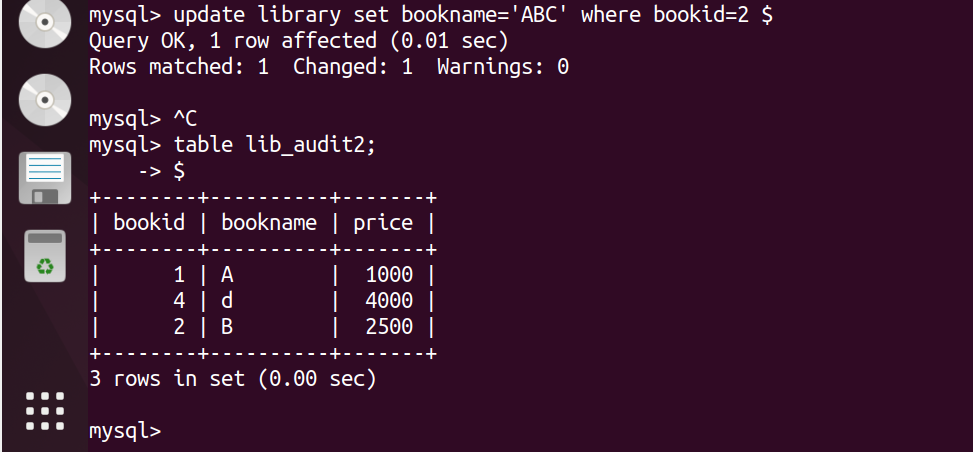 mysql> update library set bookname='ABC' where bookid=2 $
Query OK, 1 row affected (0.01 sec)
Rows matched: 1  Changed: 1  Warnings: 0

mysql> ^C
mysql> table lib_audit2;
    -> $
+--------+----------+-------+
| bookid | bookname | price |
+--------+----------+-------+
|      1 | A        |  1000 |
|      4 | d        |  4000 |
|      2 | B        |  2500 |
+--------+----------+-------+
3 rows in set (0.00 sec)

mysql>